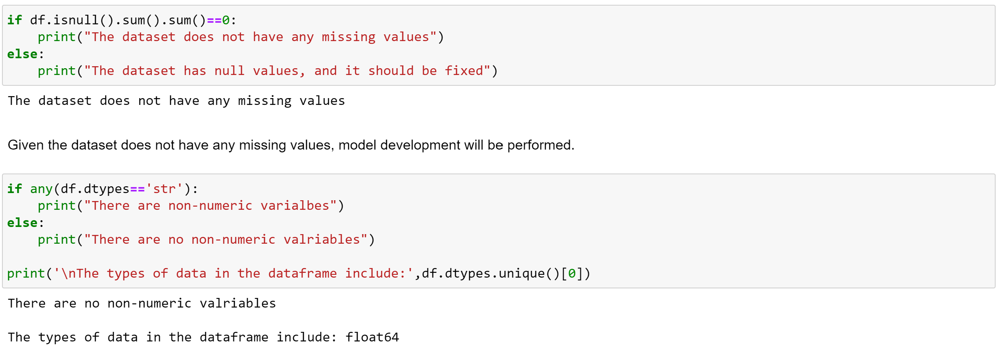 if df.isnull().sum().sum()==0:
    print("The dataset does not have any missing values")
else:
    print("The dataset has null values, and it should be fixed")
The dataset does not have any missing values
Given the dataset does not have any missing values, model development will be performed.
if any(df.dtypes=='str'):
    print("There are non-numeric varialbes")
else:
    print("There are no non-numeric valriables")
print('\nThe types of data in the dataframe include:',df.dtypes.unique()[0])
There are no non-numeric valriables
The types of data in the dataframe include: float64